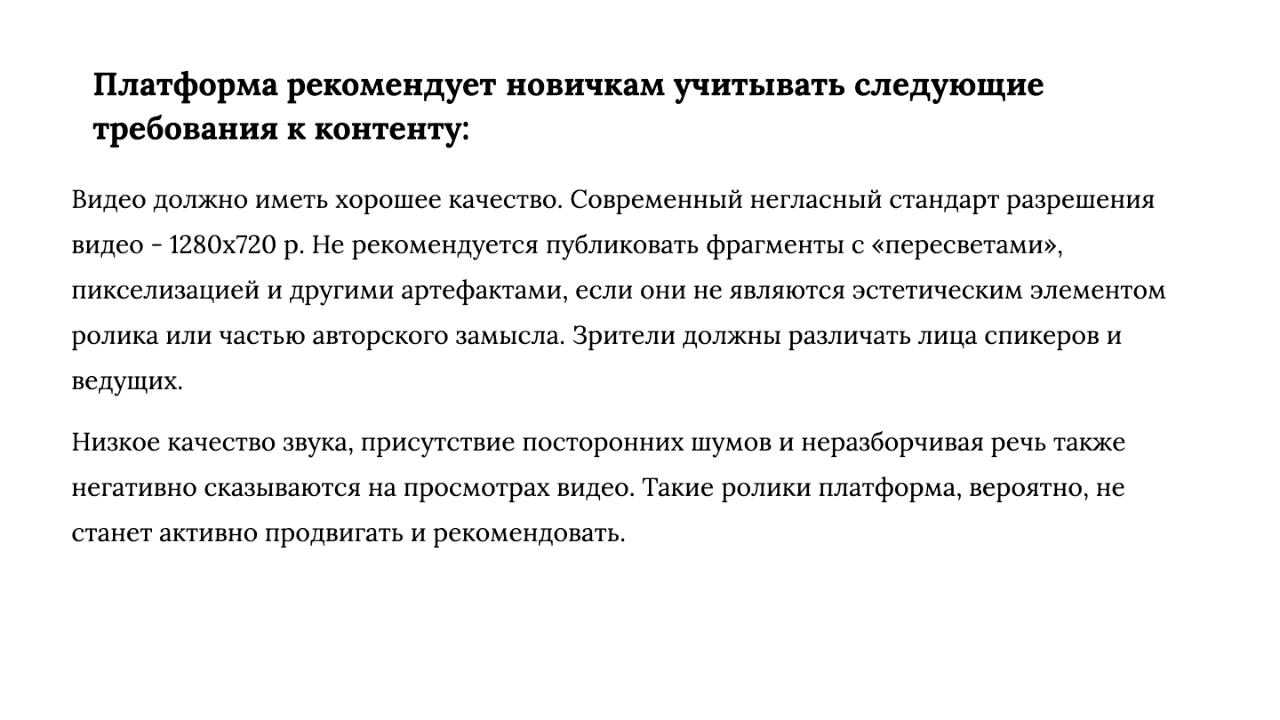 Платформа рекомендует новичкам учитывать следующие
требования к контенту:
Видео должно иметь хорошее качество. Современный негласный стандарт разрешения
видео - 1280x720 p. Не рекомендуется публиковать фрагменты с «пересветами»,
пикселизацией и другими артефактами, если они не являются эстетическим элементом
ролика или частью авторского замысла. Зрители должны различать лица спикеров и
ведущих.
Низкое качество звука, присутствие посторонних шумов и неразборчивая речь также
негативно сказываются на просмотрах видео. Такие ролики платформа, вероятно, не
станет активно продвигать и рекомендовать.